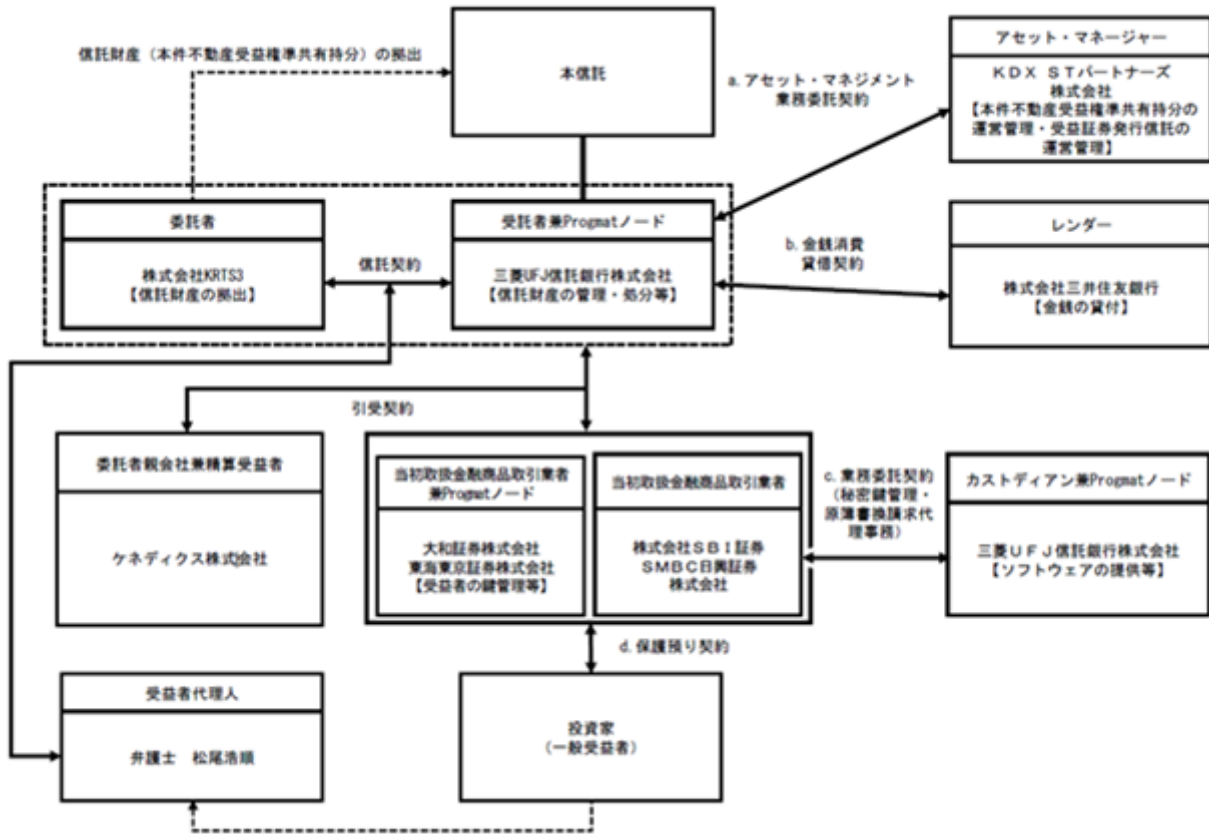 信託財産（本件不動産受益権準共有持分）の拠出
本信託
a.アセット・マネジメント
業務委託契約
アセット・マネージャー
ＫＤＸ ＳＴパートナーズ
株式会社
【本件不動産受益権準共有持分の
運営管理・受益証券発行信託の
運営管理】
委託者
株式会社KRTS3
【信託財産の拠出】
信託契約
受託者兼Progmatノード
三菱UFJ信託銀行株式会社
【信託財産の管理・処分等】
b.金銭消費
貸借契約
レンダー
株式会社三井住友銀行
【金銭の貸付】
引受契約
委託者親会社兼精算受益者
ケネディクス株式会社
当初取扱金融商品取引業者
兼Progmatノード
大和証券株式会社
東海東京証券株式会社
【受益者の鍵管理等】
当初取扱金融商品取引業者
株式会社ＳＢＩ証券
SMBC日興証券
株式会社
c.業務委託契約
（秘密鍵管理・
原簿書換請求代
理事務）
カストディアン兼Progmatノード
三菱ＵＦＪ信託銀行株式会社
【ソフトウェアの提供等】
d.保護預り契約
受益者代理人
弁護士　松尾浩順
投資家
（一般受益者）